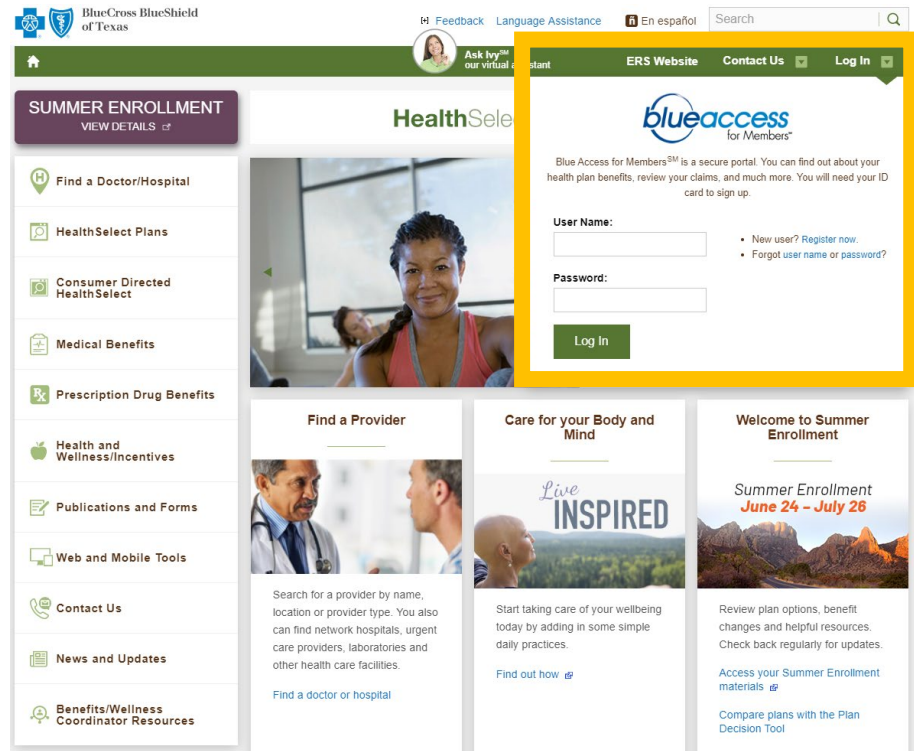 BlueCross BlueShield
of Texas
Feedback Language Assistance En español Search
Ask Ivy℠
our virtual assistant
ERS Website Contact Us Log In
SUMMER ENROLLMENT
VIEW DETAILS
HealthSele
blueaccess
for Members℠
Blue Access for Members℠ is a secure portal. You can find out about your
health plan benefits, review your claims, and much more. You will need your ID
card to sign up.
User Name:
• New user? Register now.
• Forgot user name or password?
Password:
Log In
Find a Doctor/Hospital
HealthSelect Plans
Consumer Directed
HealthSelect
Medical Benefits
Rx Prescription Drug Benefits
Health and
Wellness/Incentives
Publications and Forms
Web and Mobile Tools
Contact Us
News and Updates
Benefits/Wellness
Coordinator Resources
Find a Provider
Search for a provider by name,
location or provider type. You also
can find network hospitals, urgent
care providers, laboratories and
other health care facilities.
Find a doctor or hospital
Care for your Body and
Mind
Live
INSPIRED
Start taking care of your wellbeing
today by adding in some simple
daily practices.
Find out how
Welcome to Summer
Enrollment
Summer Enrollment
June 24 – July 26
Review plan options, benefit
changes and helpful resources.
Check back regularly for updates.
Access your Summer Enrollment
materials
Compare plans with the Plan
Decision Tool